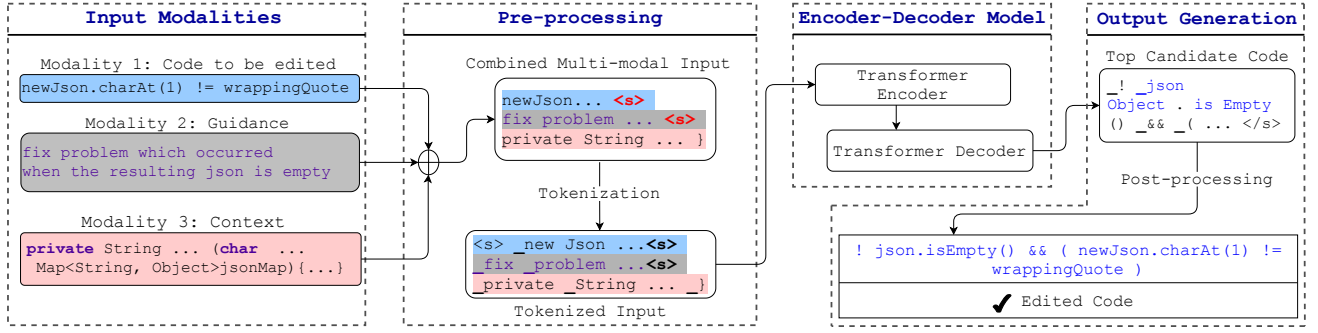 Input Modalities
Modality 1: Code to be edited
newJson.charAt(1) != wrappingQuote
Modality 2: Guidance
fix problem which occurred
when the resulting json is empty
Modality 3: Context
private String ... (char ...
Map<String, Object>jsonMap){...}
Pre-processing
Combined Multi-modal Input
newJson... <s>
fix problem ... <s>
private String ... }
Tokenization
<s> _new Json ...<s>
_fix _problem ...<s>
_private _String ... _}
Tokenized Input
Encoder-Decoder Model
Transformer
Encoder
Transformer Decoder
Output Generation
Top Candidate Code
_! _json
Object . is Empty
() _&& _( ... </s>
Post-processing
! json.isEmpty() && ( newJson.charAt(1) !=
wrappingQuote )
✔ Edited Code